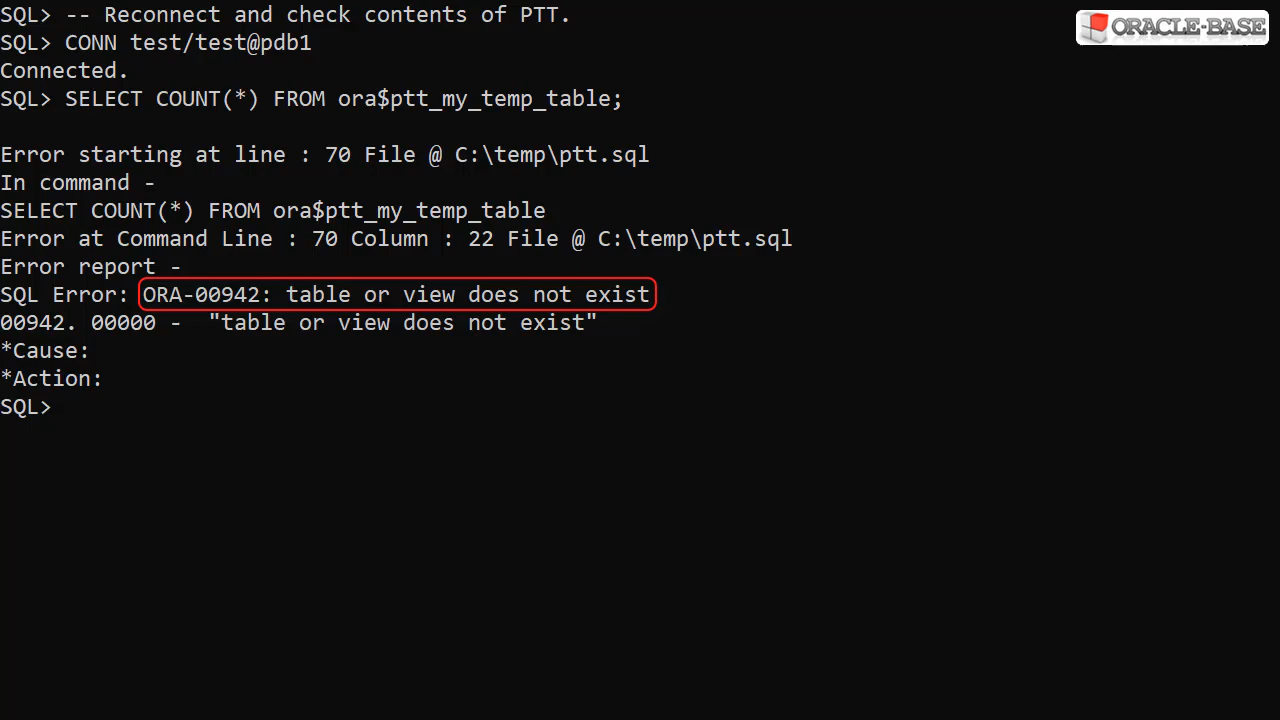 SQL> -- Reconnect and check contents of PTT.
ORACLE-BASE
SQL> CONN test/test@pdb1
Connected.
SQL> SELECT COUNT(*) FROM ora$ptt_my_temp_table;
Error starting at line : 70 File @ C:\temp\ptt.sql
In command -
SELECT COUNT(*) FROM ora$ptt_my_temp_table
Error at Command Line : 70 Column : 22 File @ C:\temp\ptt.sql
Error report -
SQL Error: ORA-00942: table or view does not exist
00942. 00000 -  "table or view does not exist"
*Cause:
*Action:
SQL>